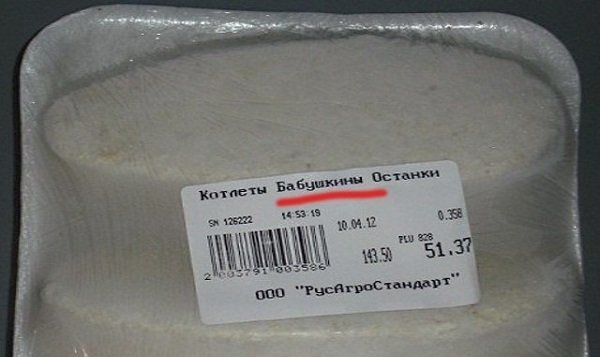 Котлеты Бабушкины Останки
SN 126222 14:53:19 10.04.12 0.358
143.50 PLU 828 51,37
2 003791 003586
ООО "РусАгроСтандарт"